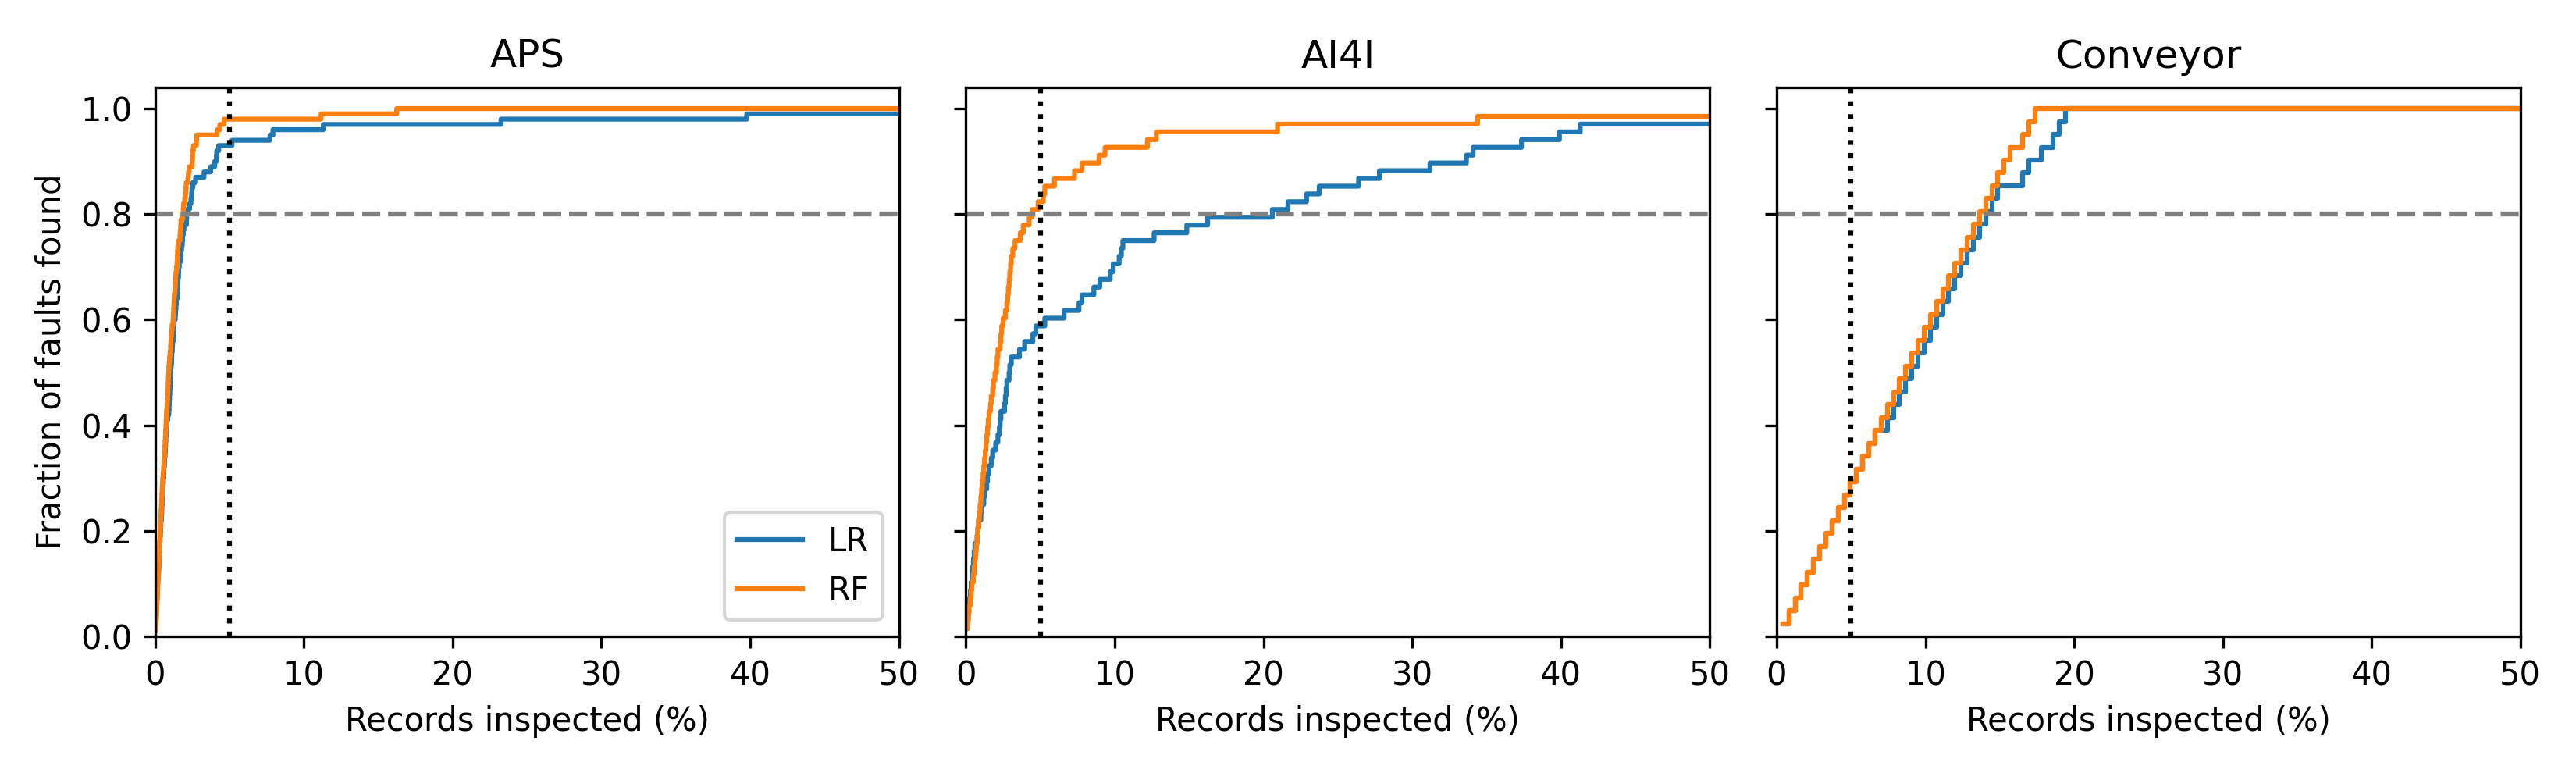 APS
AI4I
Conveyor
Fraction of faults found
1.0
0.8
0.6
0.4
0.2
0.0
LR
RF
0 10 20 30 40 50
0 10 20 30 40 50
0 10 20 30 40 50
Records inspected (%)
Records inspected (%)
Records inspected (%)